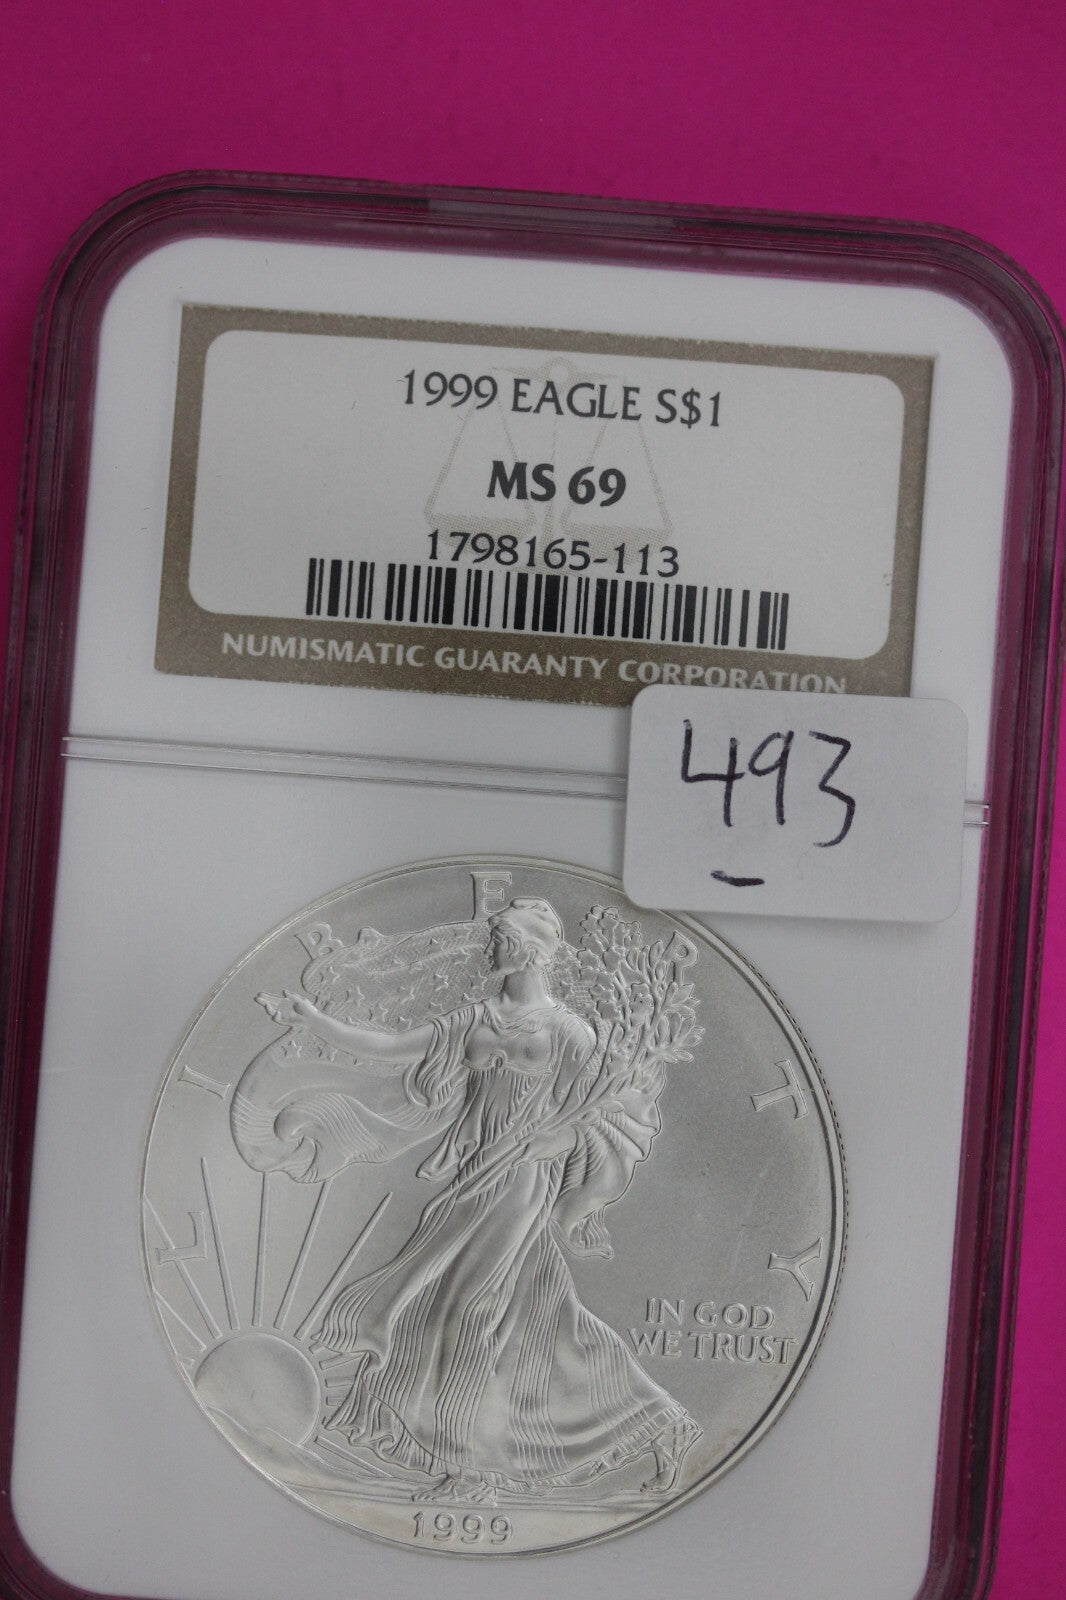 1999 EAGLE S$1
MS 69
1798165-113
NUMISMATIC GUARANTY CORPORATION
493
LIBERTY
IN GOD
WE TRUST
1999